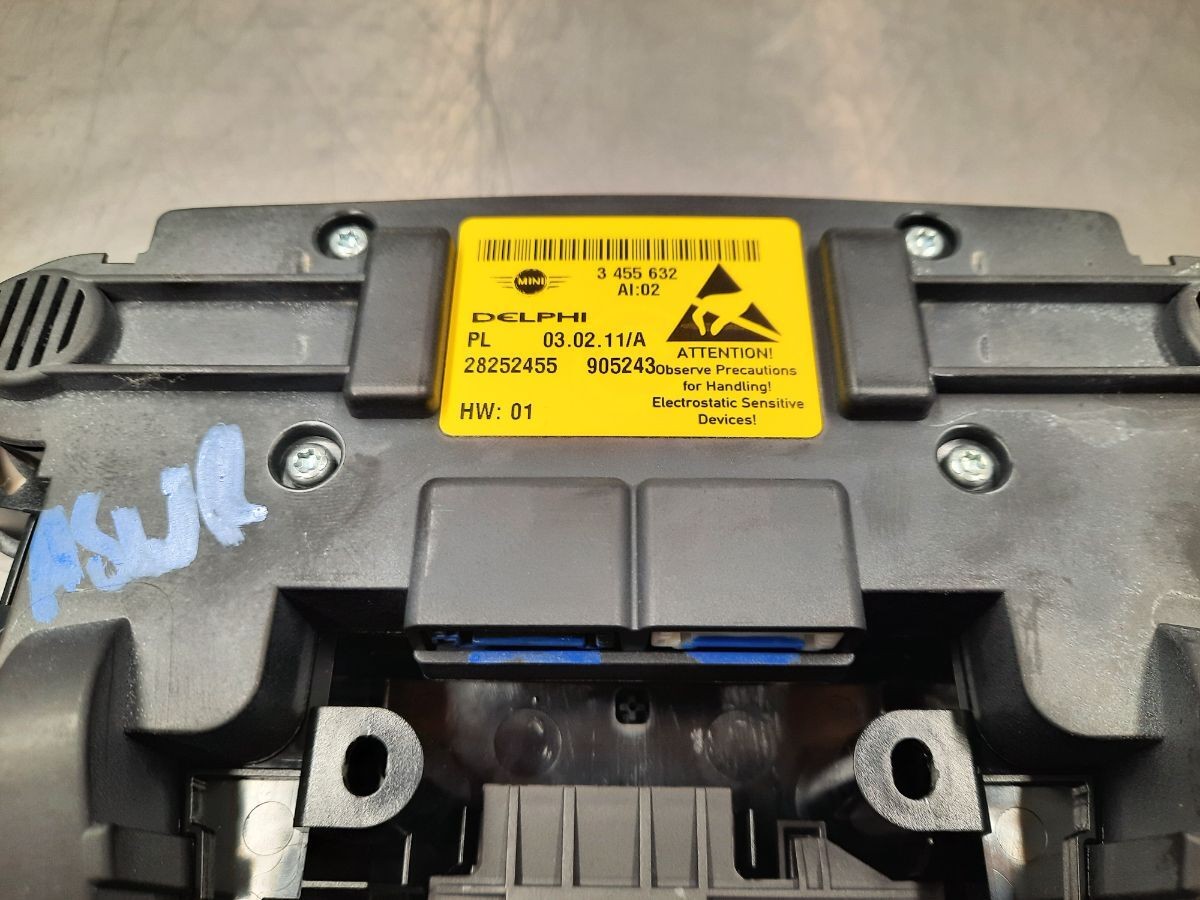 MINI
3 455 632
AI:02
DELPHI
PL 03.02.11/A
28252455 905243
HW: 01
ATTENTION!
Observe Precautions
for Handling!
Electrostatic Sensitive
Devices!